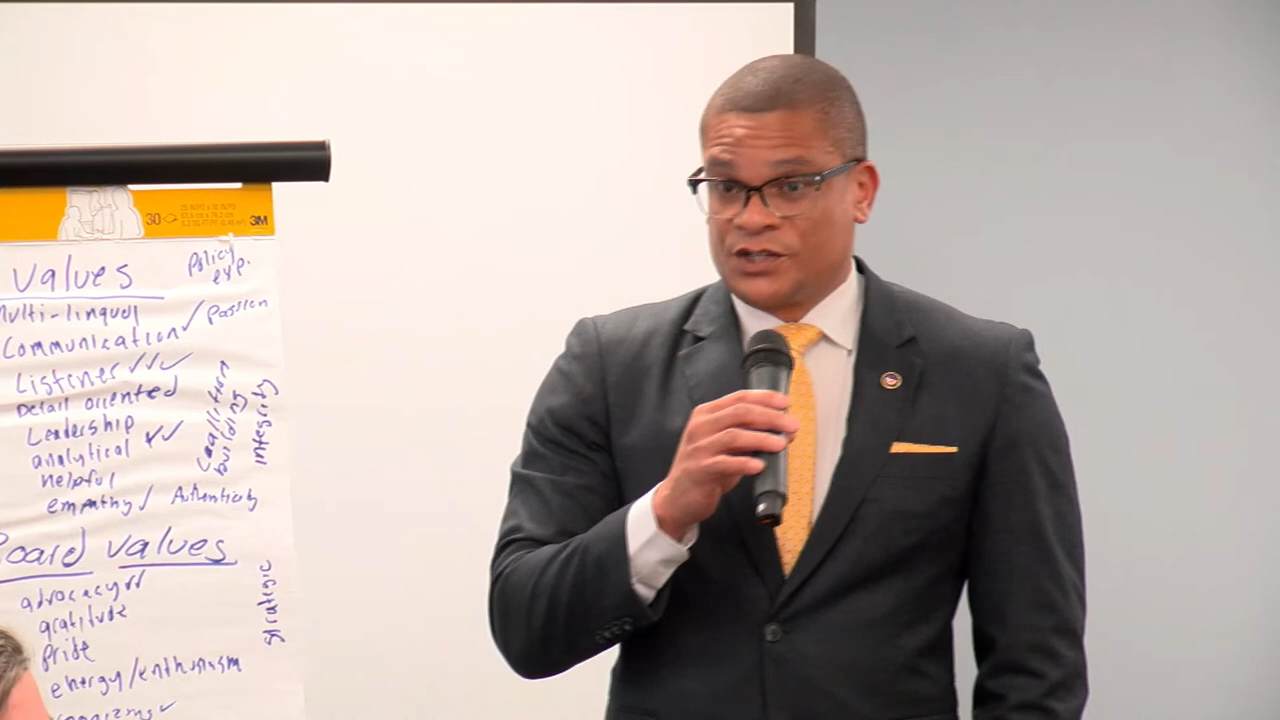 30
3M
values
Policy
exp.
Multi-lingual
Passion
Communication ✓
Listener ✓✓✓
Detail oriented
Leadership
analytical ✓✓
Helpful
empathy ✓
Authenticity
building
integrity
Board values
advocacy ✓✓
gratitude
Pride
strategic
energy/enthusiasm